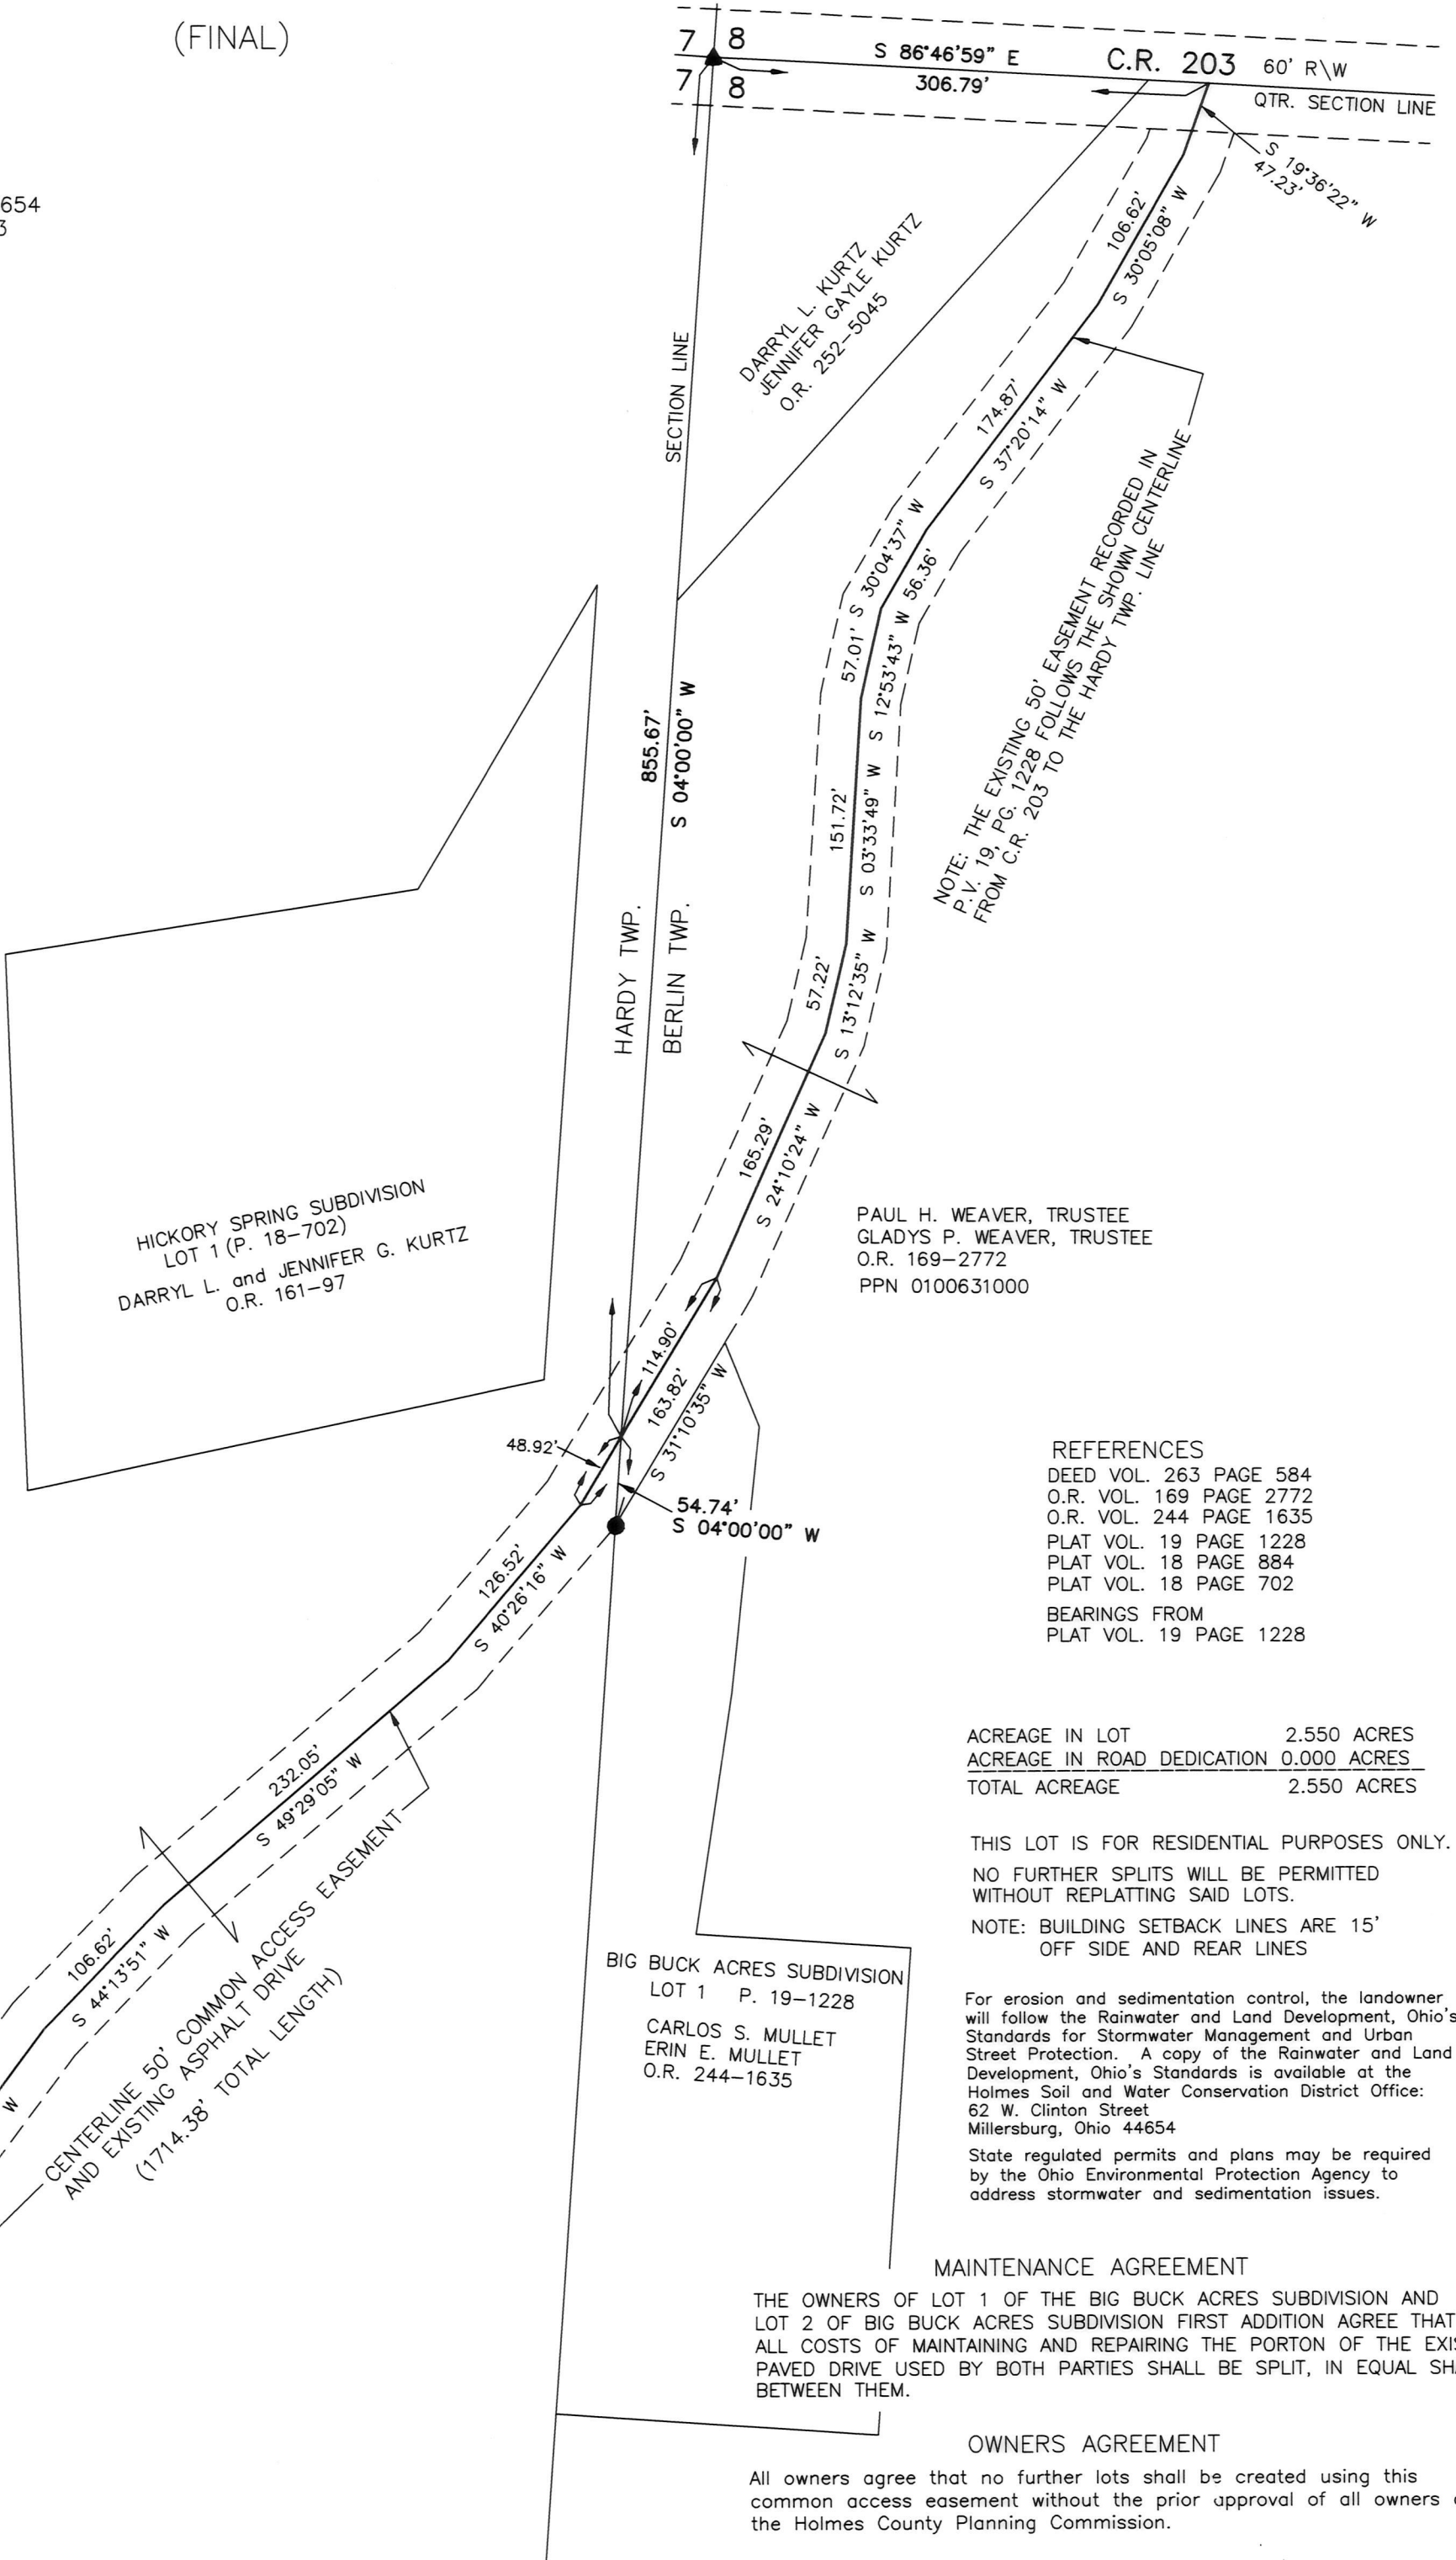 (FINAL)
7 8
7 8
S 86°46'59" E
306.79'
C.R. 203 60' R\W
QTR. SECTION LINE
S 19°36'22" W
47.23'
654
3
106.62'
S 30°05'08" W
DARRYL L. KURTZ
JENNIFER GAYLE KURTZ
O.R. 252-5045
SECTION LINE
174.87'
S 37°20'14" W
NOTE: THE EXISTING 50' EASEMENT RECORDED IN
P.V. 19, PG. 1228 FOLLOWS THE SHOWN CENTERLINE
FROM C.R. 203 TO THE HARDY TWP. LINE
S 30°04'37" W
56.36'
57.01'
S 12°53'43" W
855.67'
S 04°00'00" W
151.72'
S 03°33'49" W
HARDY TWP.
BERLIN TWP.
57.22'
S 13°12'35" W
165.29'
S 24°10'24" W
HICKORY SPRING SUBDIVISION
LOT 1 (P. 18-702)
DARRYL L. and JENNIFER G. KURTZ
O.R. 161-97
PAUL H. WEAVER, TRUSTEE
GLADYS P. WEAVER, TRUSTEE
O.R. 169-2772
PPN 0100631000
114.90'
163.82'
S 31°10'35" W
48.92'
54.74'
S 04°00'00" W
REFERENCES
DEED VOL. 263 PAGE 584
O.R. VOL. 169 PAGE 2772
O.R. VOL. 244 PAGE 1635
PLAT VOL. 19 PAGE 1228
PLAT VOL. 18 PAGE 884
PLAT VOL. 18 PAGE 702
BEARINGS FROM
PLAT VOL. 19 PAGE 1228
126.52'
S 40°26'16" W
232.05'
S 49°29'05" W
106.62'
S 44°13'51" W
W
CENTERLINE 50' COMMON ACCESS EASEMENT
AND EXISTING ASPHALT DRIVE
(1714.38' TOTAL LENGTH)
ACREAGE IN LOT 2.550 ACRES
ACREAGE IN ROAD DEDICATION 0.000 ACRES
TOTAL ACREAGE 2.550 ACRES
THIS LOT IS FOR RESIDENTIAL PURPOSES ONLY.
NO FURTHER SPLITS WILL BE PERMITTED
WITHOUT REPLATTING SAID LOTS.
NOTE: BUILDING SETBACK LINES ARE 15'
OFF SIDE AND REAR LINES
BIG BUCK ACRES SUBDIVISION
LOT 1 P. 19-1228
CARLOS S. MULLET
ERIN E. MULLET
O.R. 244-1635
For erosion and sedimentation control, the landowner
will follow the Rainwater and Land Development, Ohio's
Standards for Stormwater Management and Urban
Street Protection. A copy of the Rainwater and Land
Development, Ohio's Standards is available at the
Holmes Soil and Water Conservation District Office:
62 W. Clinton Street
Millersburg, Ohio 44654
State regulated permits and plans may be required
by the Ohio Environmental Protection Agency to
address stormwater and sedimentation issues.
MAINTENANCE AGREEMENT
THE OWNERS OF LOT 1 OF THE BIG BUCK ACRES SUBDIVISION AND
LOT 2 OF BIG BUCK ACRES SUBDIVISION FIRST ADDITION AGREE THAT
ALL COSTS OF MAINTAINING AND REPAIRING THE PORTON OF THE EXIS
PAVED DRIVE USED BY BOTH PARTIES SHALL BE SPLIT, IN EQUAL SHA
BETWEEN THEM.
OWNERS AGREEMENT
All owners agree that no further lots shall be created using this
common access easement without the prior approval of all owners
the Holmes County Planning Commission.